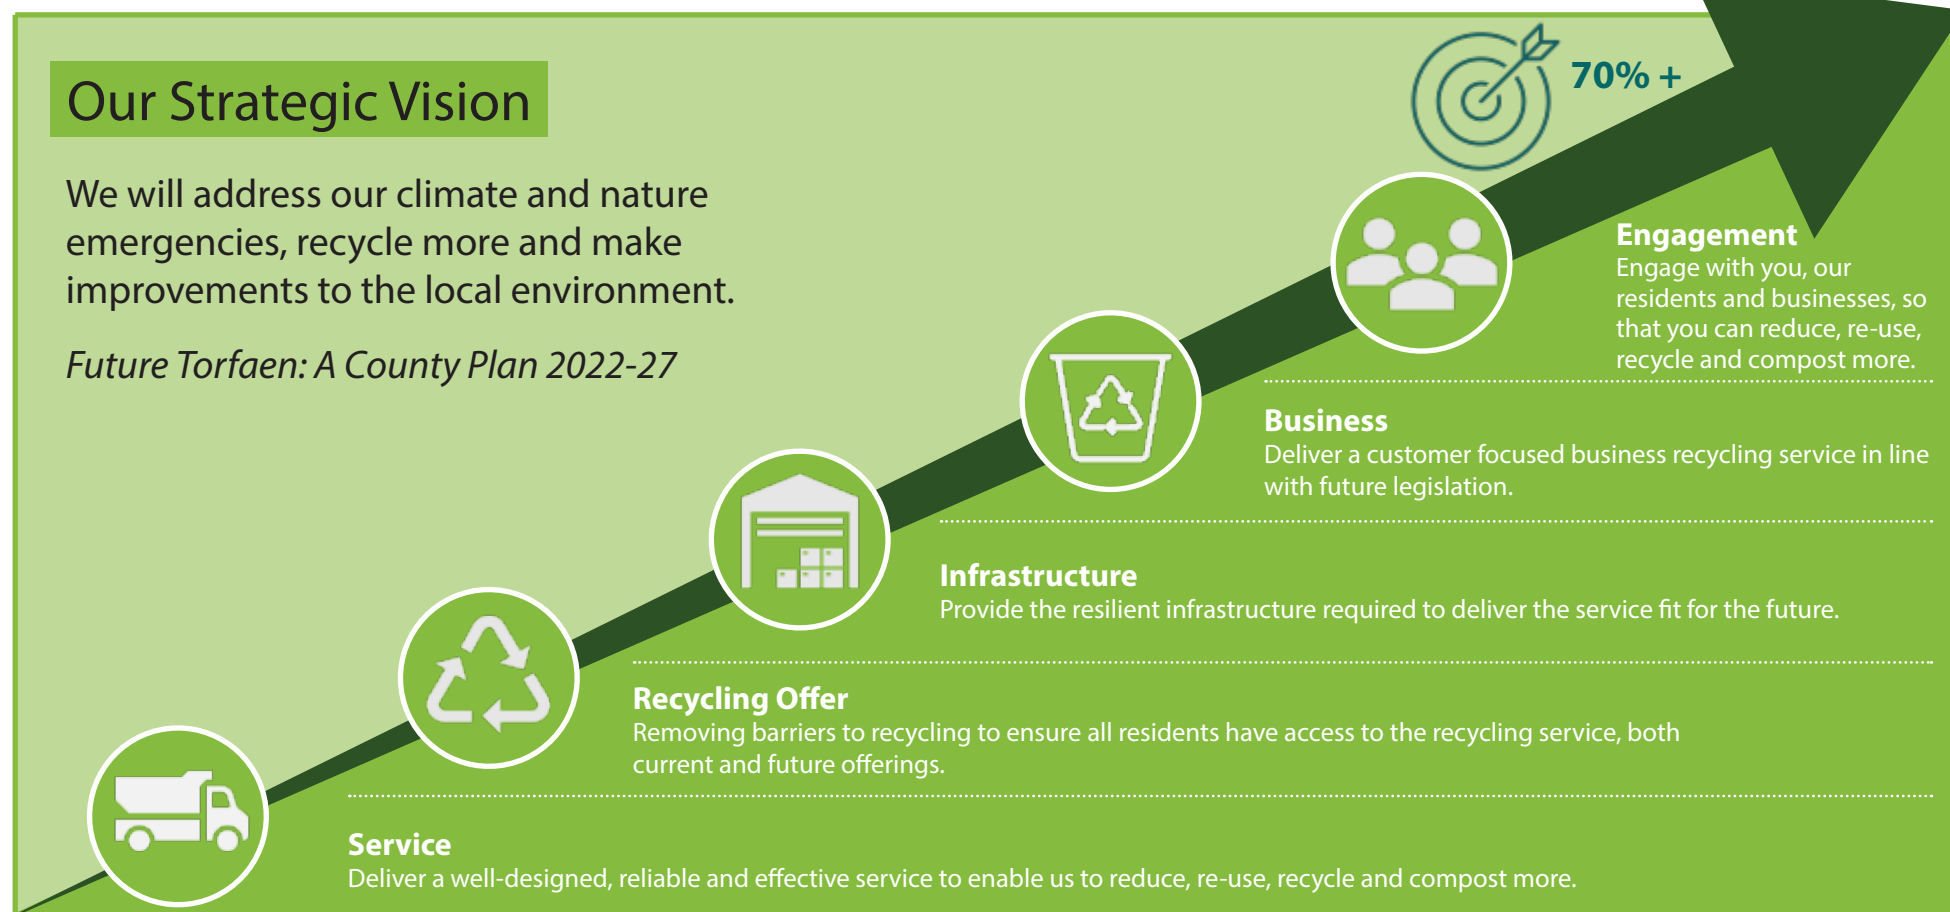 Our Strategic Vision
We will address our climate and nature
emergencies, recycle more and make
improvements to the local environment.
Future Torfaen: A County Plan 2022-27
70% +
Engagement
Engage with you, our
residents and businesses, so
that you can reduce, re-use,
recycle and compost more.
Business
Deliver a customer focused business recycling service in line
with future legislation.
Infrastructure
Provide the resilient infrastructure required to deliver the service fit for the future.
Recycling Offer
Removing barriers to recycling to ensure all residents have access to the recycling service, both
current and future offerings.
Service
Deliver a well-designed, reliable and effective service to enable us to reduce, re-use, recycle and compost more.